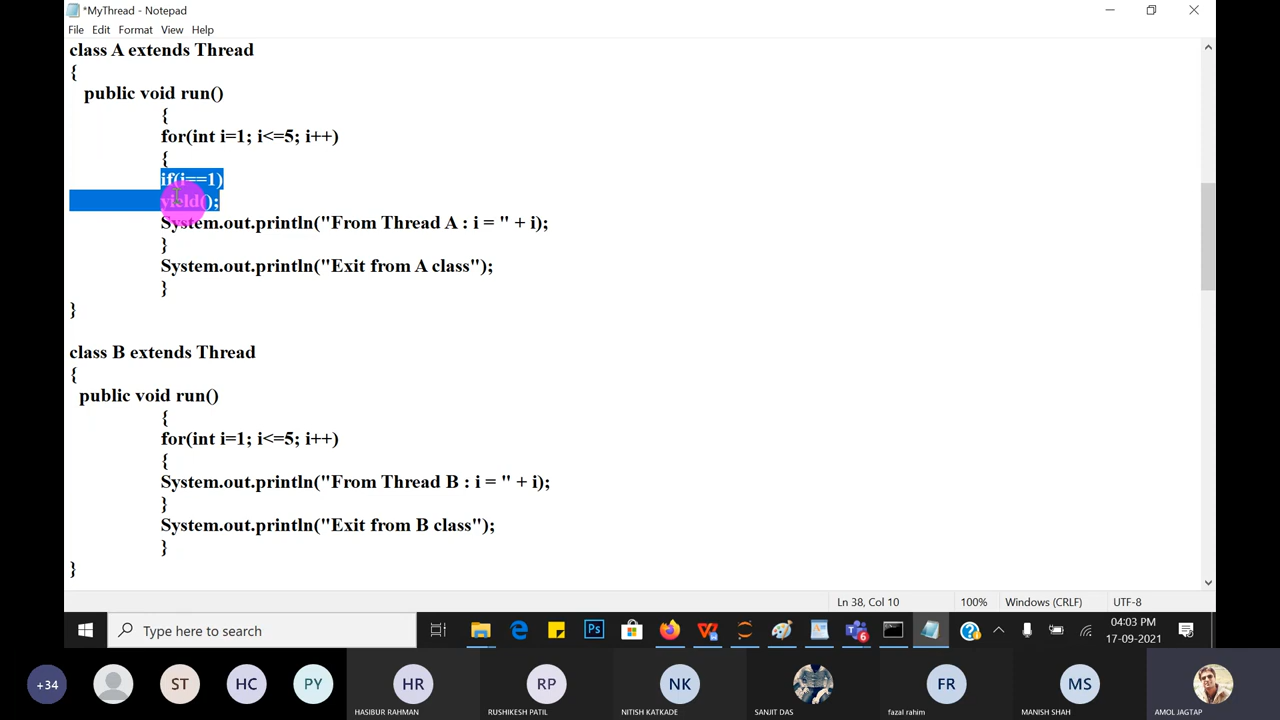 *MyThread - Notepad
File Edit Format View Help
class A extends Thread
{
public void run()
{
for(int i=1; i<=5; i++)
{
if(i==1)
yield();
System.out.println("From Thread A : i = " + i);
}
System.out.println("Exit from A class");
}
}
class B extends Thread
{
public void run()
{
for(int i=1; i<=5; i++)
{
System.out.println("From Thread B : i = " + i);
}
System.out.println("Exit from B class");
}
}
Ln 38, Col 10 100% Windows (CRLF) UTF-8
Type here to search
Ps
6
04:03 PM
17-09-2021
+34 ST HC PY HR RP NK FR MS
HASIBUR RAHMAN RUSHIKESH PATIL NITISH KATKADE SANJIT DAS fazal rahim MANISH SHAH AMOL JAGTAP